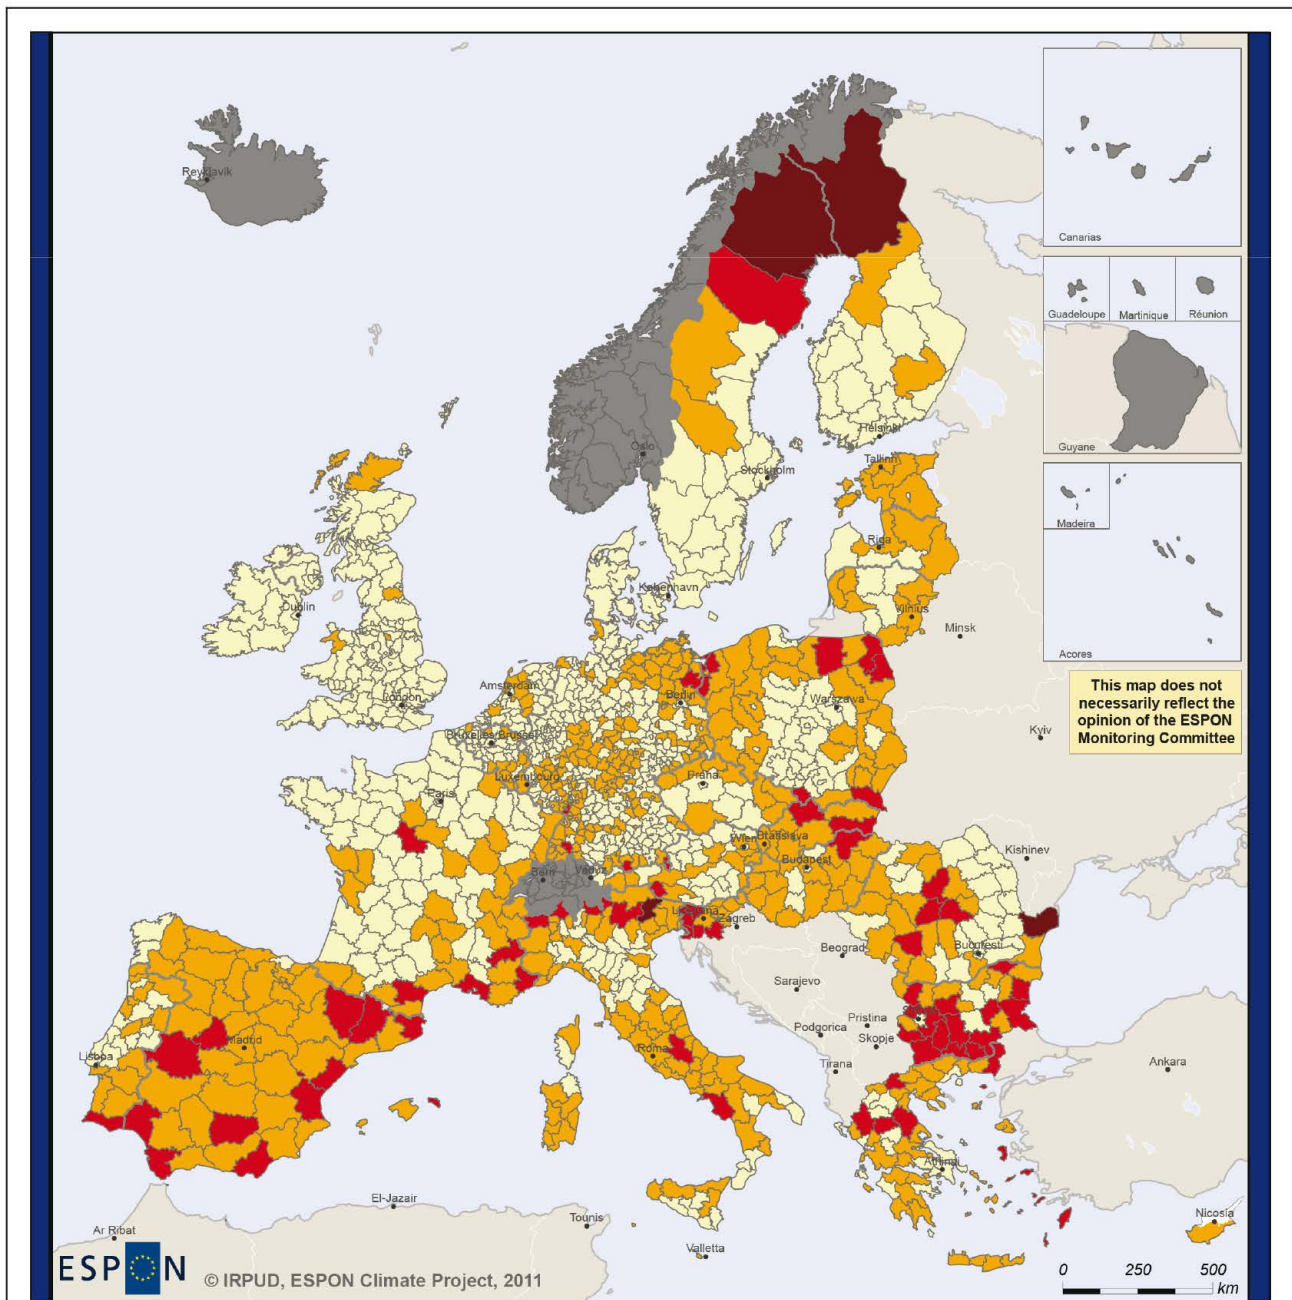 Reykjavik
Canarias
Guadeloupe
Martinique
Réunion
Guyane
Madeira
Acores
Oslo
Helsinki
Tallinn
Stockholm
Riga
København
Dublin
Vilnius
Minsk
London
Amsterdam
Berlin
Warszawa
This map does not
necessarily reflect the
opinion of the ESPON
Monitoring Committee
Kyiv
Bruxelles/Brussel
Luxembourg
Praha
Paris
Wien
Bratislava
Budapest
Kishinev
Bern
Vaduz
Ljubljana
Zagreb
Beograd
Bucuresti
Sarajevo
Pristina
Podgorica
Skopje
Madrid
Lisboa
Roma
Tirana
Ankara
Athinai
El-Jazair
Tounis
Ar Ribat
Valletta
Nicosia
ESPON
© IRPUD, ESPON Climate Project, 2011
0 250 500
km